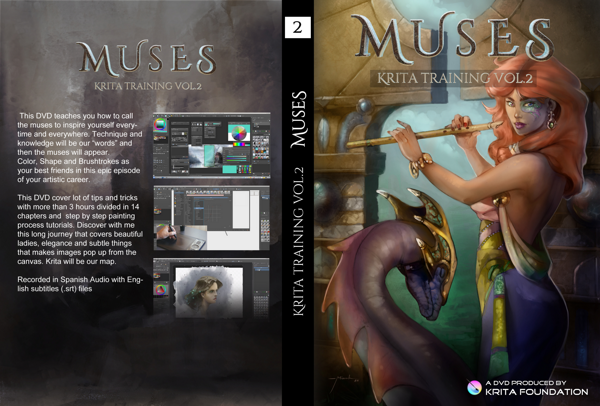 MUSES
KRITA TRAINING VOL.2
This DVD teaches you how to call
the muses to inspire yourself every-
time and everywhere. Technique and
knowledge will be our “words” and
then the muses will appear...
Color, Shape and Brushtrokes as
your best friends in this epic episode
of your artistic career.
This DVD cover lot of tips and tricks
with more than 3 hours divided in 14
chapters and step by step painting
process tutorials. Discover with me
this long journey that covers beautiful
ladies, elegance and subtle things
that makes images pop up from the
canvas. Krita will be our map.
Recorded in Spanish Audio with Eng-
lish subtitles (.srt) files
2
KRITA TRAINING VOL.2 MUSES
MUSES
KRITA TRAINING VOL.2
A DVD PRODUCED BY
KRITA FOUNDATION